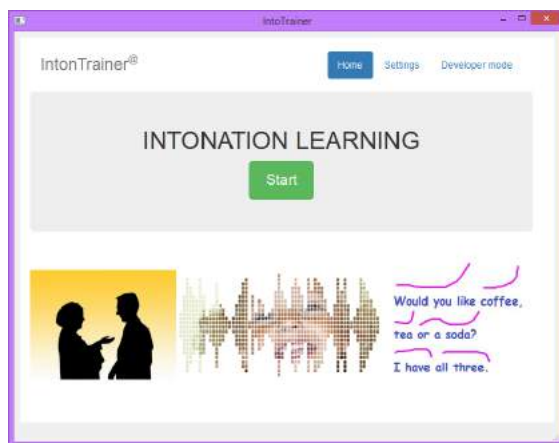 IntoTrainer
IntonTrainer@
Home Settings Developer mode
INTONATION LEARNING
Start
Would you like coffee,
tea or a soda?
I have all three.